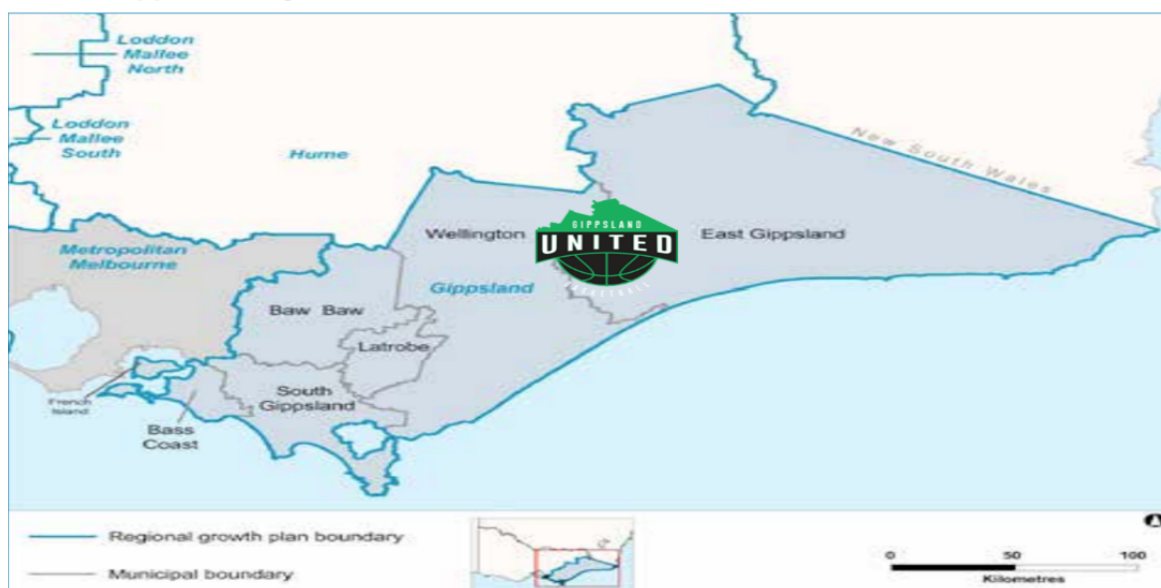 Loddon
Mallee
North
Loddon
Mallee
South
Hume
New South Wales
Metropolitan
Melbourne
Wellington
GIPPSLAND
UNITED
BASKETBALL
East Gippsland
Gippsland
Baw Baw
Latrobe
French
Island
South
Gippsland
Bass
Coast
Regional growth plan boundary
Municipal boundary
0 50 100
Kilometres